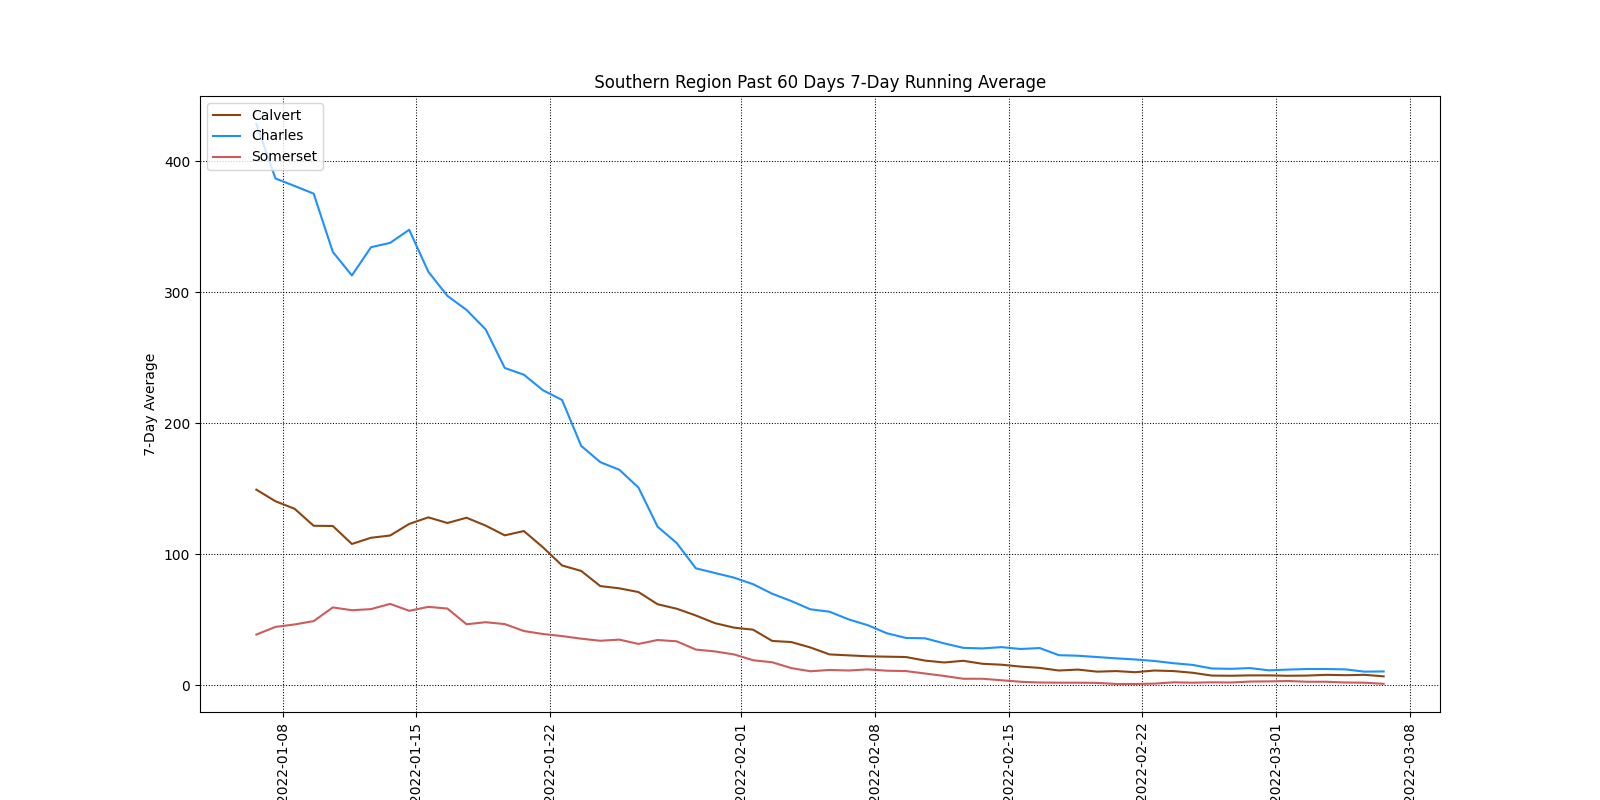 Southern Region Past 60 Days 7-Day Running Average
Calvert
Charles
Somerset
400
300
200
100
0
7-Day Average
2022-01-08
2022-01-15
2022-01-22
2022-02-01
2022-02-08
2022-02-15
2022-02-22
2022-03-01
2022-03-08